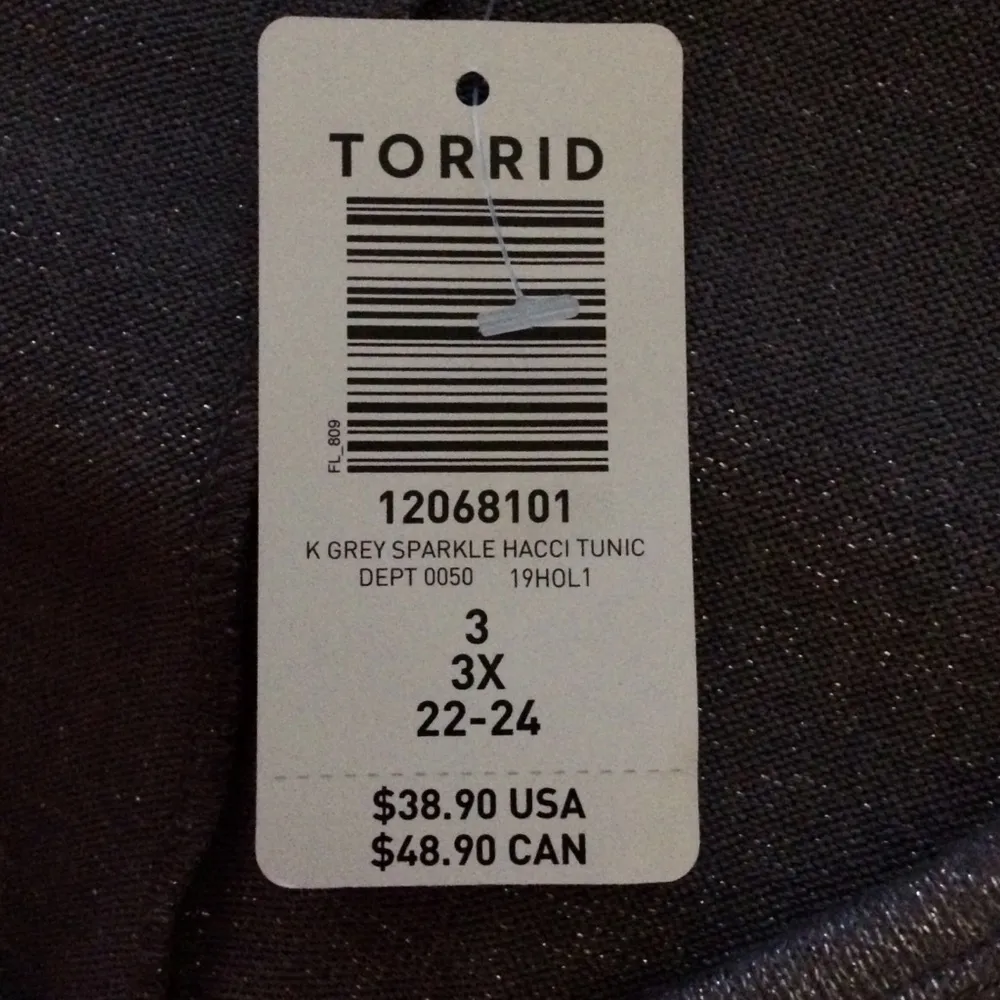 TORRID
FL_809
12068101
K GREY SPARKLE HACCI TUNIC
DEPT 0050 19HOL1
3
3X
22-24
$38.90 USA
$48.90 CAN